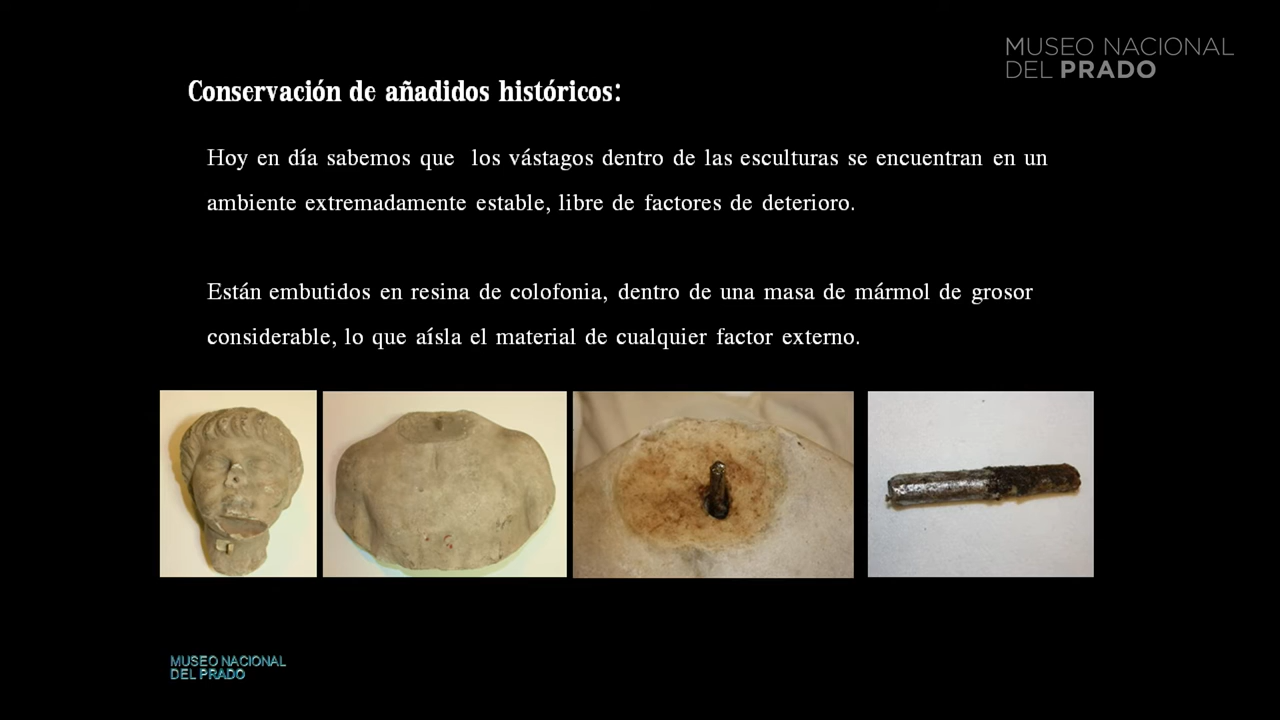 MUSEO NACIONAL
DEL PRADO
Conservación de añadidos históricos:
Hoy en día sabemos que los vástagos dentro de las esculturas se encuentran en un
ambiente extremadamente estable, libre de factores de deterioro.
Están embutidos en resina de colofonia, dentro de una masa de mármol de grosor
considerable, lo que aísla el material de cualquier factor externo.
MUSEO NACIONAL
DEL PRADO